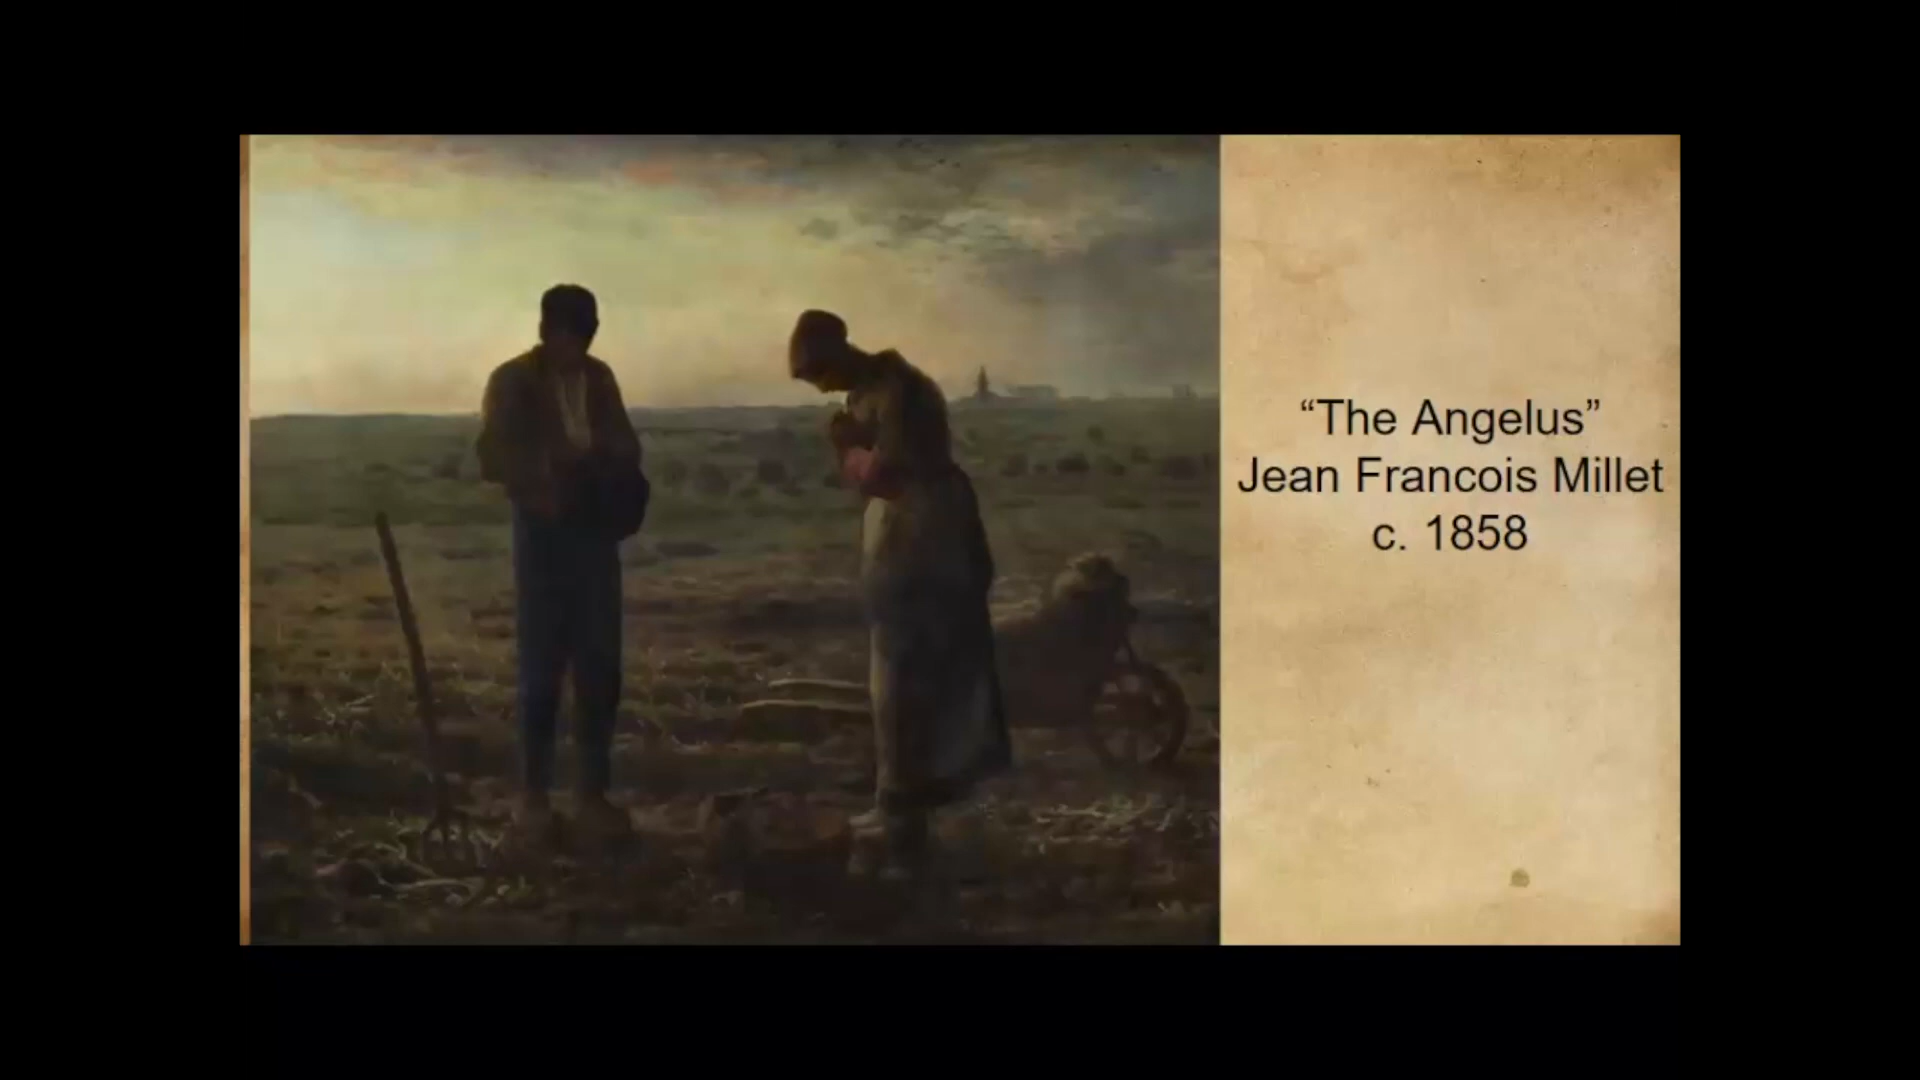 “The Angelus”
Jean Francois Millet
c. 1858